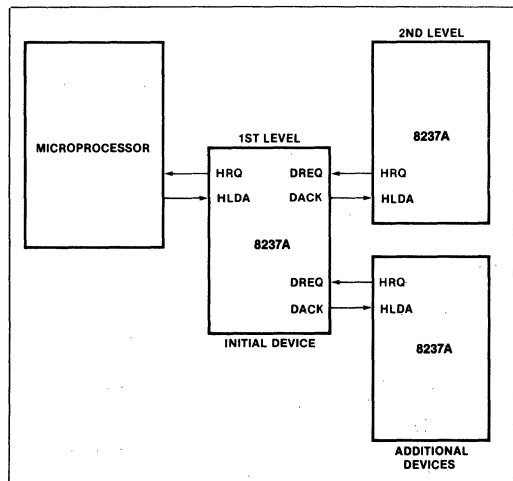 2ND LEVEL
8237A
MICROPROCESSOR
1ST LEVEL
HRQ DREQ HRQ
HLDA DACK HLDA
8237A
DREQ HRQ
DACK HLDA
8237A
INITIAL DEVICE
ADDITIONAL
DEVICES